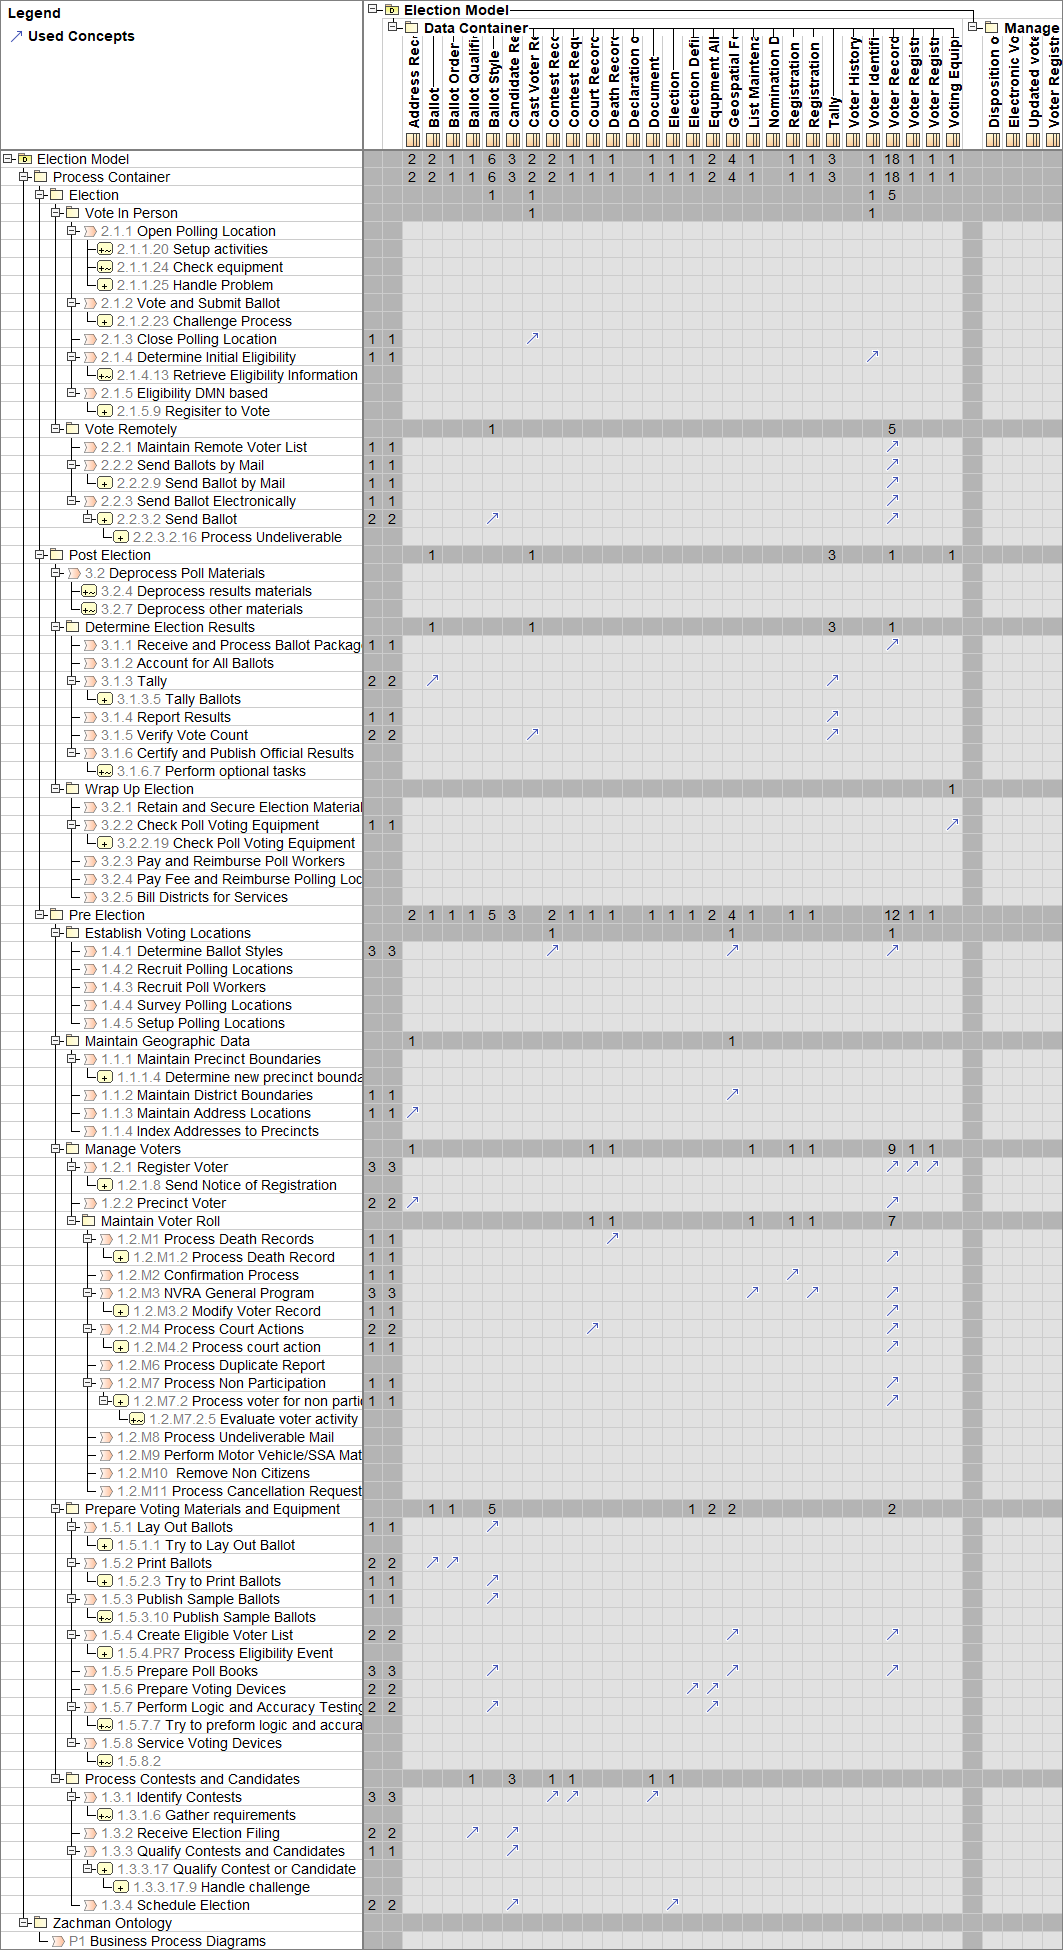 Legend
Used Concepts
Election Model
Data Container
Manage
Address Rec
Ballot
Ballot Order
Ballot Qualifi
Ballot Style
Candidate Re
Cast Voter Re
Contest Rec
Contest Requ
Court Recor
Death Recor
Declaration o
Document
Election
Election Defi
Equpment All
Geospatial F
List Maintena
Nomination D
Registration
Registration
Tally
Voter History
Voter Identifi
Voter Record
Voter Registr
Voter Registr
Voting Equip
Disposition o
Electronic Vo
Updated vote
Voter Registr
Election Model 2 2 1 1 6 3 2 2 1 1 1 1 1 1 2 4 1 1 1 3 1 18 1 1 1
Process Container 2 2 1 1 6 3 2 2 1 1 1 1 1 1 2 4 1 1 1 3 1 18 1 1 1
Election 1 1 1 5
Vote In Person 1 1
2.1.1 Open Polling Location
2.1.1.20 Setup activities
2.1.1.24 Check equipment
2.1.1.25 Handle Problem
2.1.2 Vote and Submit Ballot
2.1.2.23 Challenge Process
2.1.3 Close Polling Location 1 1
2.1.4 Determine Initial Eligibility 1 1
2.1.4.13 Retrieve Eligibility Information
2.1.5 Eligibility DMN based
2.1.5.9 Regisiter to Vote
Vote Remotely 1 5
2.2.1 Maintain Remote Voter List 1 1
2.2.2 Send Ballots by Mail 1 1
2.2.2.9 Send Ballot by Mail 1 1
2.2.3 Send Ballot Electronically 1 1
2.2.3.2 Send Ballot 2 2
2.2.3.2.16 Process Undeliverable
Post Election 1 1 3 1 1
3.2 Deprocess Poll Materials
3.2.4 Deprocess results materials
3.2.7 Deprocess other materials
Determine Election Results 1 1 3 1
3.1.1 Receive and Process Ballot Packag 1 1
3.1.2 Account for All Ballots
3.1.3 Tally 2 2
3.1.3.5 Tally Ballots
3.1.4 Report Results 1 1
3.1.5 Verify Vote Count 2 2
3.1.6 Certify and Publish Official Results
3.1.6.7 Perform optional tasks
Wrap Up Election 1
3.2.1 Retain and Secure Election Material
3.2.2 Check Poll Voting Equipment 1 1
3.2.2.19 Check Poll Voting Equipment
3.2.3 Pay and Reimburse Poll Workers
3.2.4 Pay Fee and Reimburse Polling Loc
3.2.5 Bill Districts for Services
Pre Election 2 1 1 1 5 3 2 1 1 1 1 1 1 2 4 1 1 1 12 1 1
Establish Voting Locations 1 1 1
1.4.1 Determine Ballot Styles 3 3
1.4.2 Recruit Polling Locations
1.4.3 Recruit Poll Workers
1.4.4 Survey Polling Locations
1.4.5 Setup Polling Locations
Maintain Geographic Data 1 1
1.1.1 Maintain Precinct Boundaries
1.1.1.4 Determine new precinct bounda
1.1.2 Maintain District Boundaries 1 1
1.1.3 Maintain Address Locations 1 1
1.1.4 Index Addresses to Precincts
Manage Voters 1 1 1 1 1 1 9 1 1
1.2.1 Register Voter 3 3
1.2.1.8 Send Notice of Registration
1.2.2 Precinct Voter 2 2
Maintain Voter Roll 1 1 1 1 1 7
1.2.M1 Process Death Records 1 1
1.2.M1.2 Process Death Record 1 1
1.2.M2 Confirmation Process 1 1
1.2.M3 NVRA General Program 3 3
1.2.M3.2 Modify Voter Record 1 1
1.2.M4 Process Court Actions 2 2
1.2.M4.2 Process court action 1 1
1.2.M6 Process Duplicate Report
1.2.M7 Process Non Participation 1 1
1.2.M7.2 Process voter for non parti 1 1
1.2.M7.2.5 Evaluate voter activity
1.2.M8 Process Undeliverable Mail
1.2.M9 Perform Motor Vehicle/SSA Mat
1.2.M10 Remove Non Citizens
1.2.M11 Process Cancellation Request
Prepare Voting Materials and Equipment 1 1 5 1 2 2 2
1.5.1 Lay Out Ballots 1 1
1.5.1.1 Try to Lay Out Ballot
1.5.2 Print Ballots 2 2
1.5.2.3 Try to Print Ballots 1 1
1.5.3 Publish Sample Ballots 1 1
1.5.3.10 Publish Sample Ballots
1.5.4 Create Eligible Voter List 2 2
1.5.4.PR7 Process Eligibility Event
1.5.5 Prepare Poll Books 3 3
1.5.6 Prepare Voting Devices 2 2
1.5.7 Perform Logic and Accuracy Testing 2 2
1.5.7.7 Try to preform logic and accura
1.5.8 Service Voting Devices
1.5.8.2
Process Contests and Candidates 1 3 1 1 1 1
1.3.1 Identify Contests 3 3
1.3.1.6 Gather requirements
1.3.2 Receive Election Filing 2 2
1.3.3 Qualify Contests and Candidates 1 1
1.3.3.17 Qualify Contest or Candidate
1.3.3.17.9 Handle challenge
1.3.4 Schedule Election 2 2
Zachman Ontology
P1 Business Process Diagrams